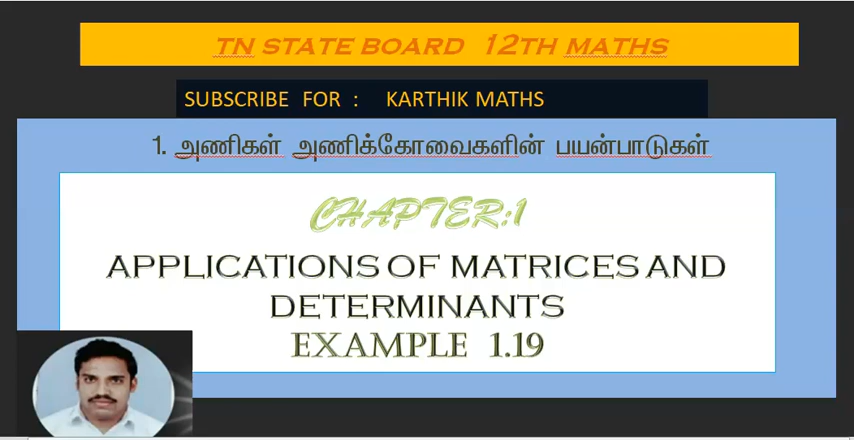 TN STATE BOARD 12TH MATHS
SUBSCRIBE FOR : KARTHIK MATHS
1. அணிகள் அணிக்கோவைகளின் பயன்பாடுகள்
CHAPTER:1
APPLICATIONS OF MATRICES AND
DETERMINANTS
EXAMPLE 1.19